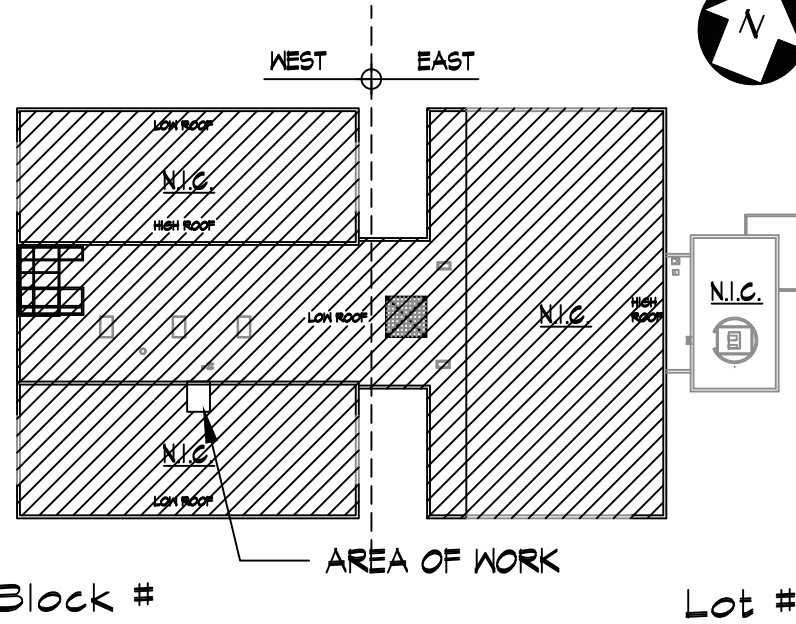 N
WEST EAST
LOW ROOF
N.I.C.
HIGH ROOF
N.I.C.
LOW ROOF
N.I.C.
HIGH
ROOF
N.I.C.
LOW ROOF
AREA OF WORK
Block #
Lot #